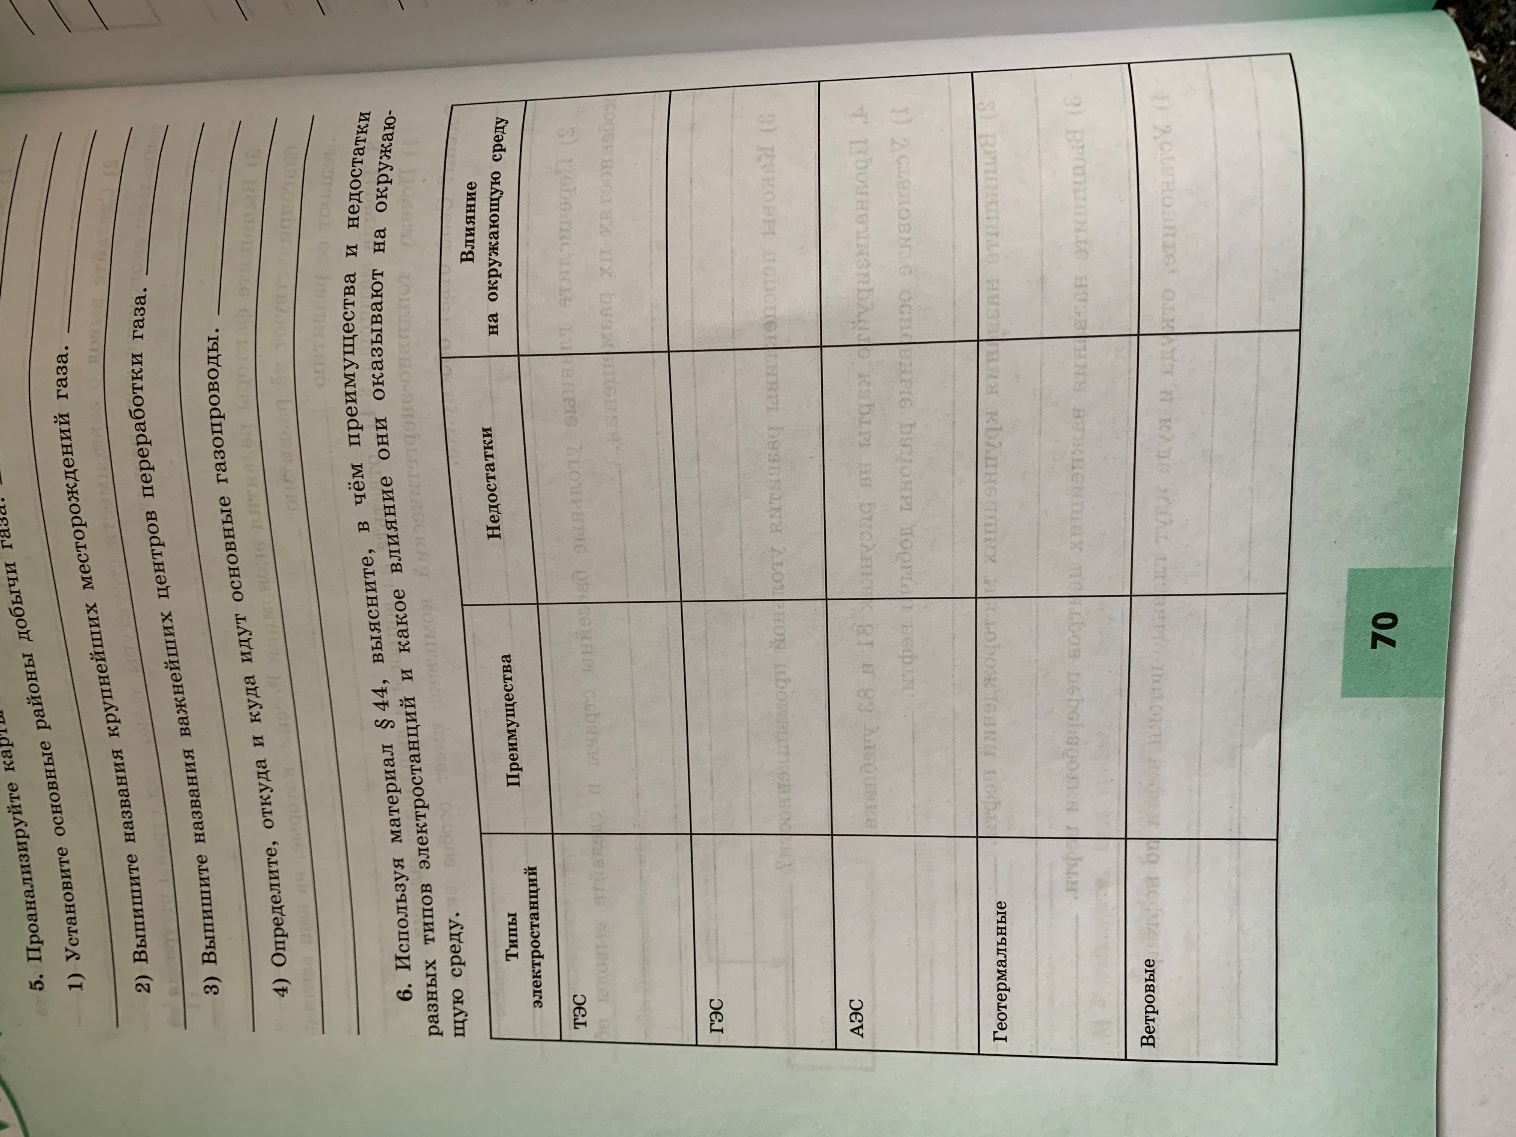 5. Проанализируйте карты
1) Установите основные районы добычи газа.
2) Выпишите названия крупнейших месторождений газа.
3) Выпишите названия важнейших центров переработки газа.
4) Определите, откуда и куда идут основные газопроводы.
6. Используя материал § 44, выясните, в чём преимущества и недостатки
разных типов электростанций и какое влияние они оказывают на окружаю-
щую среду.
Типы
электростанций
Преимущества
Недостатки
Влияние
на окружающую среду
ТЭС
ГЭС
АЭС
Геотермальные
Ветровые
70